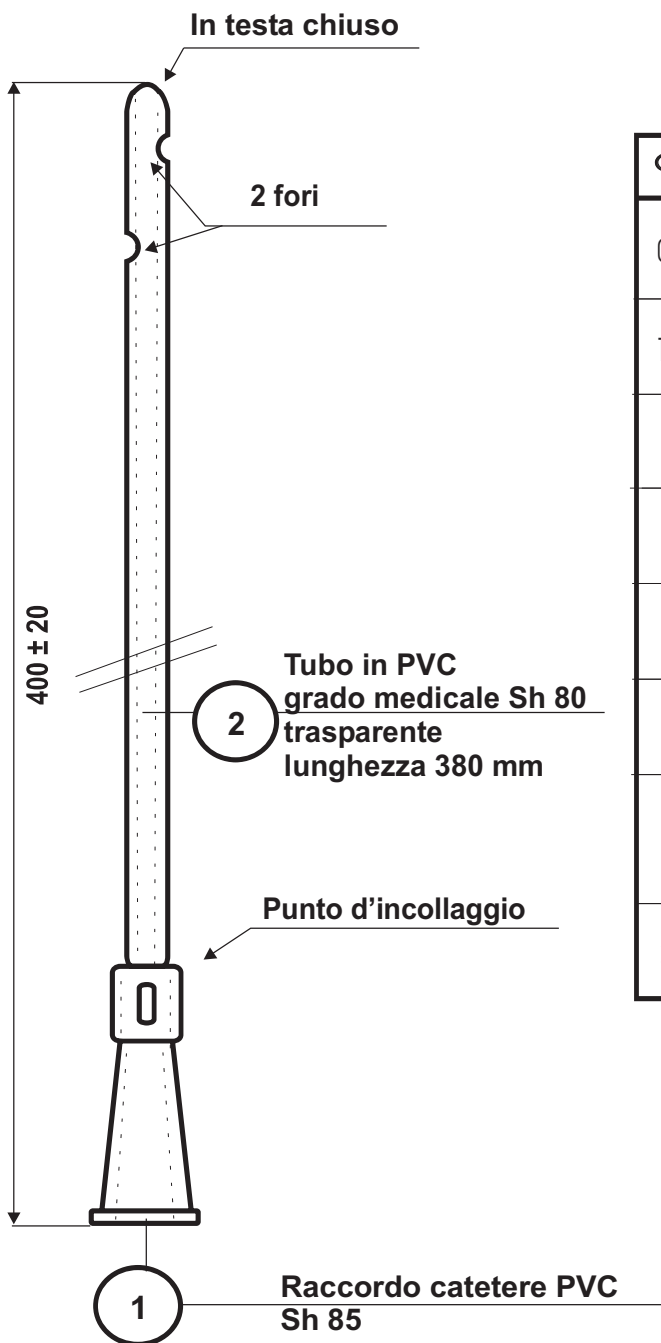 In testa chiuso
2 fori
400 ± 20
2
Tubo in PVC
grado medicale Sh 80
trasparente
lunghezza 380 mm
Punto d’incollaggio
1
Raccordo catetere PVC
Sh 85